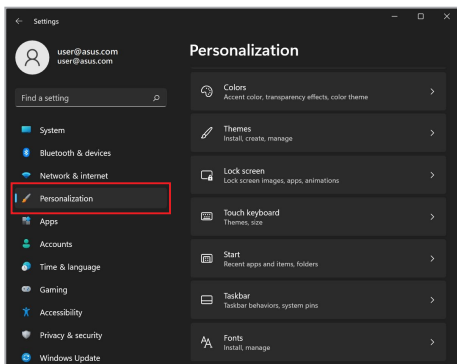 Settings
user@asus.com
user@asus.com
Find a setting
System
Bluetooth & devices
Network & internet
Personalization
Apps
Accounts
Time & language
Gaming
Accessibility
Privacy & security
Windows Update
Personalization
Colors
Accent color, transparency effects, color theme
Themes
Install, create, manage
Lock screen
Lock screen images, apps, animations
Touch keyboard
Themes, size
Start
Recent apps and items, folders
Taskbar
Taskbar behaviors, system pins
Fonts
Install, manage